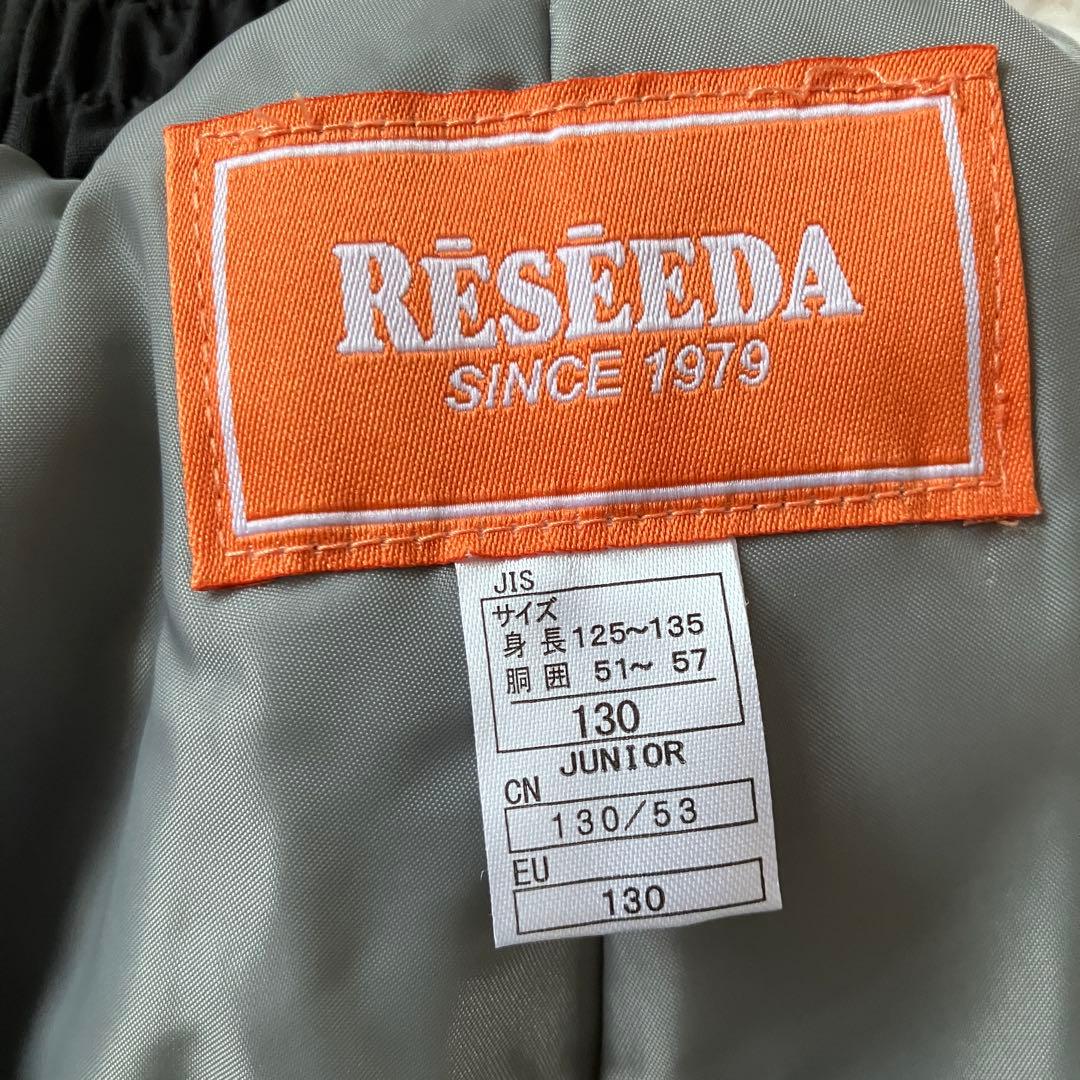 RĒSĒEDA
SINCE 1979
JIS
サイズ
身長125~135
胴囲 51~ 57
130
JUNIOR
CN
130/53
EU
130